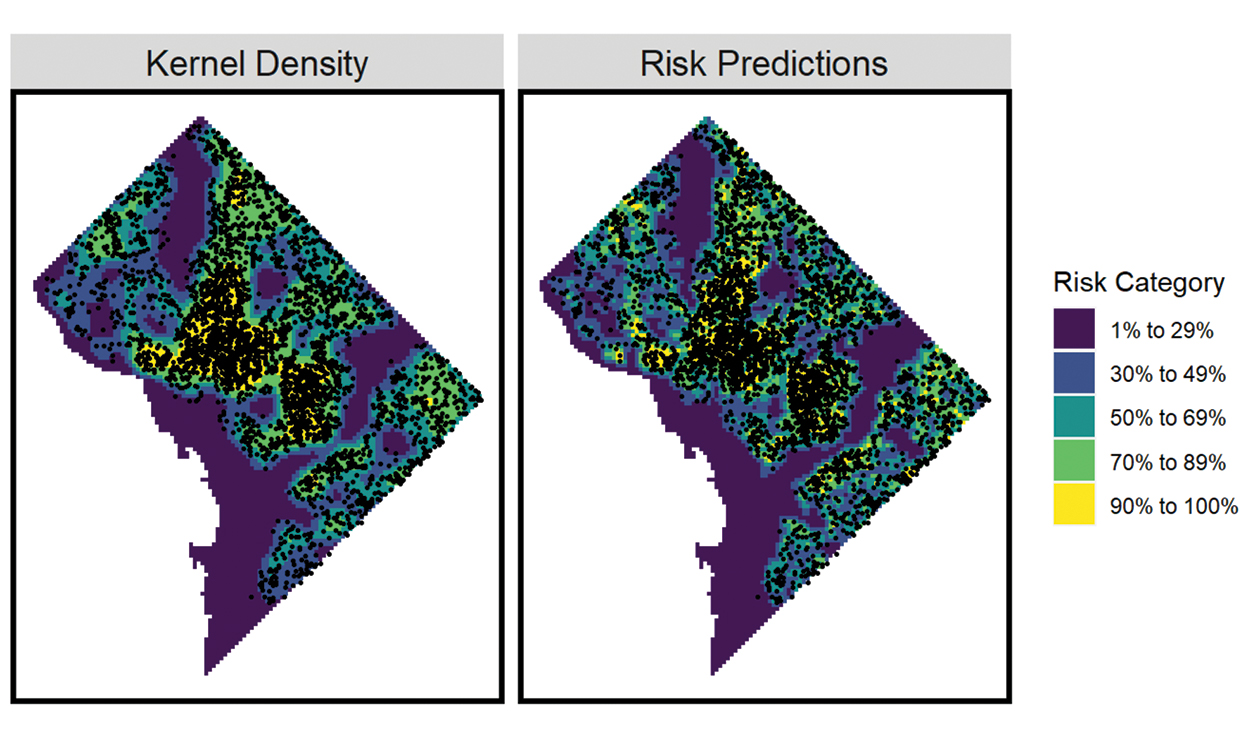 Kernel Density
Risk Predictions
Risk Category
1% to 29%
30% to 49%
50% to 69%
70% to 89%
90% to 100%